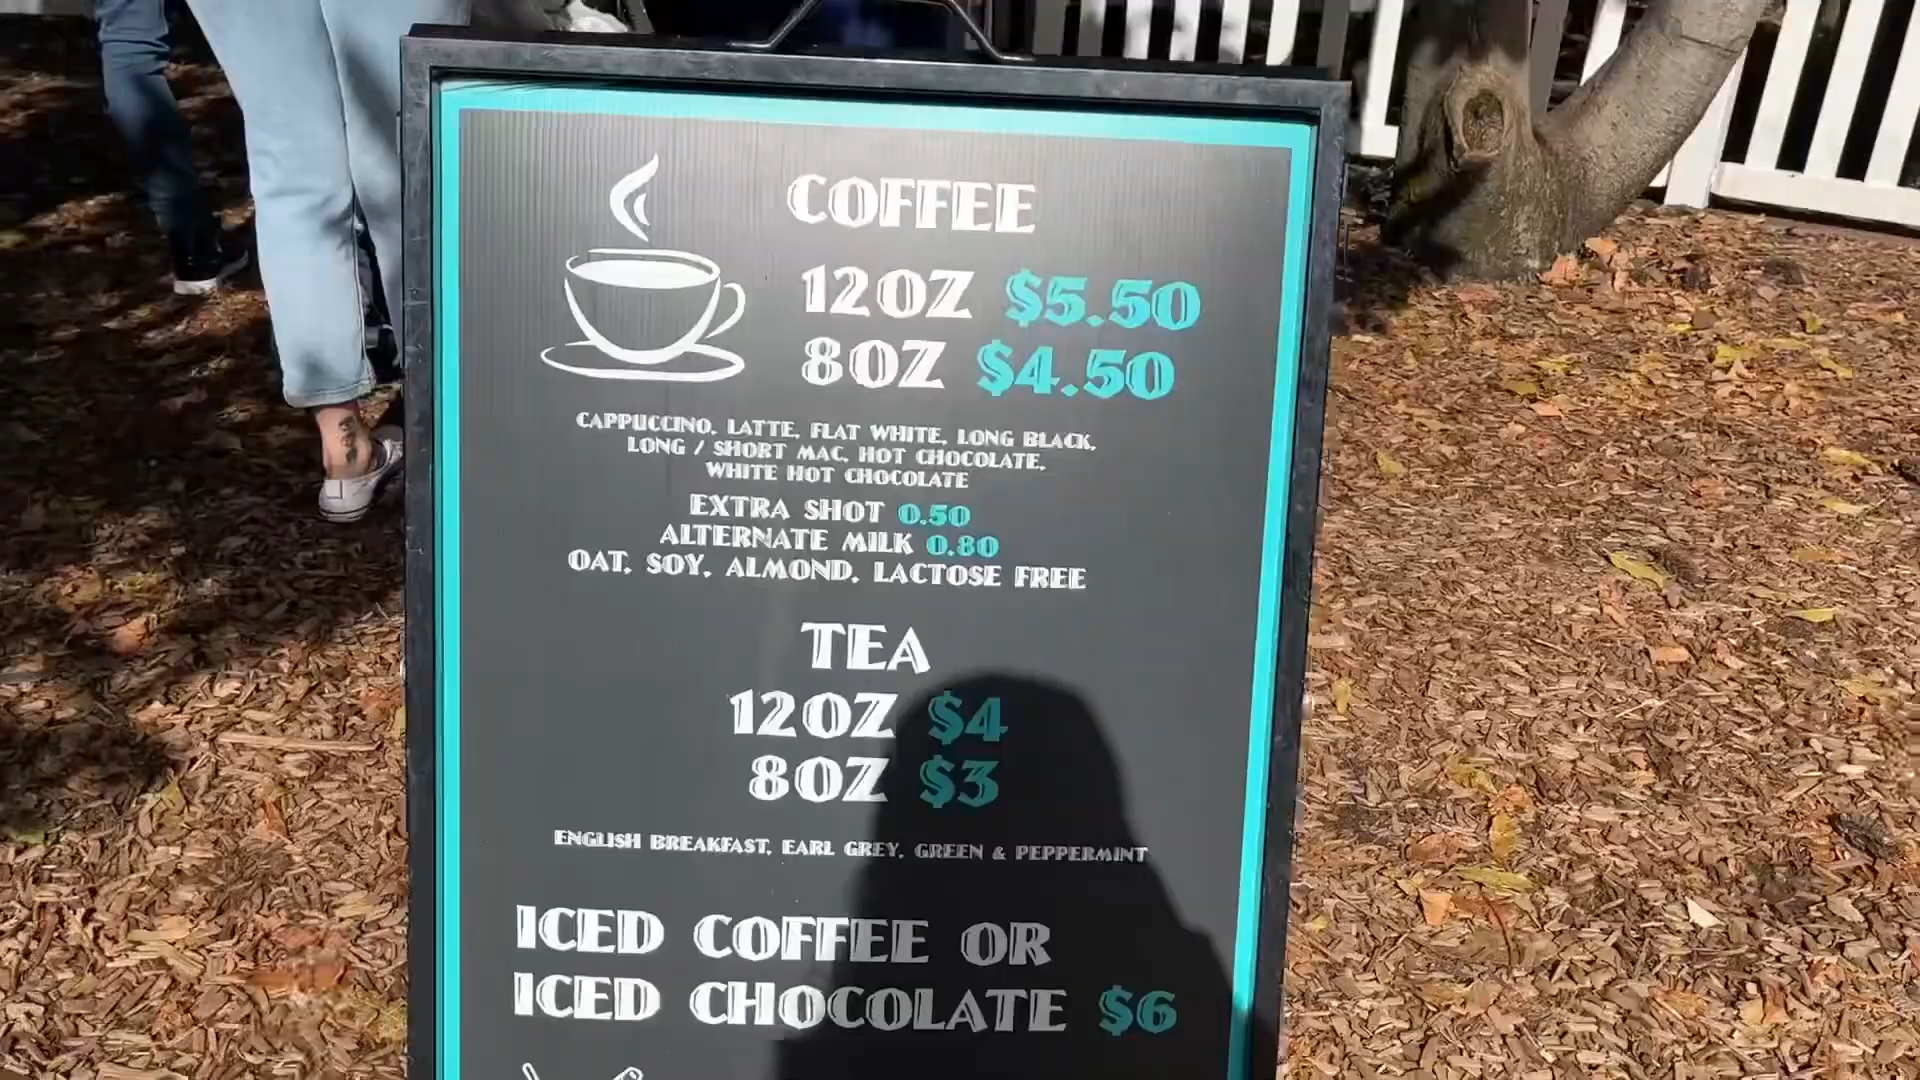 COFFEE
12OZ $5.50
8OZ $4.50
CAPPUCCINO, LATTE, FLAT WHITE, LONG BLACK,
LONG / SHORT MAC, HOT CHOCOLATE,
WHITE HOT CHOCOLATE
EXTRA SHOT 0.50
ALTERNATE MILK 0.80
OAT, SOY, ALMOND, LACTOSE FREE
TEA
12OZ $4
8OZ $3
ENGLISH BREAKFAST, EARL GREY, GREEN & PEPPERMINT
ICED COFFEE OR
ICED CHOCOLATE $6